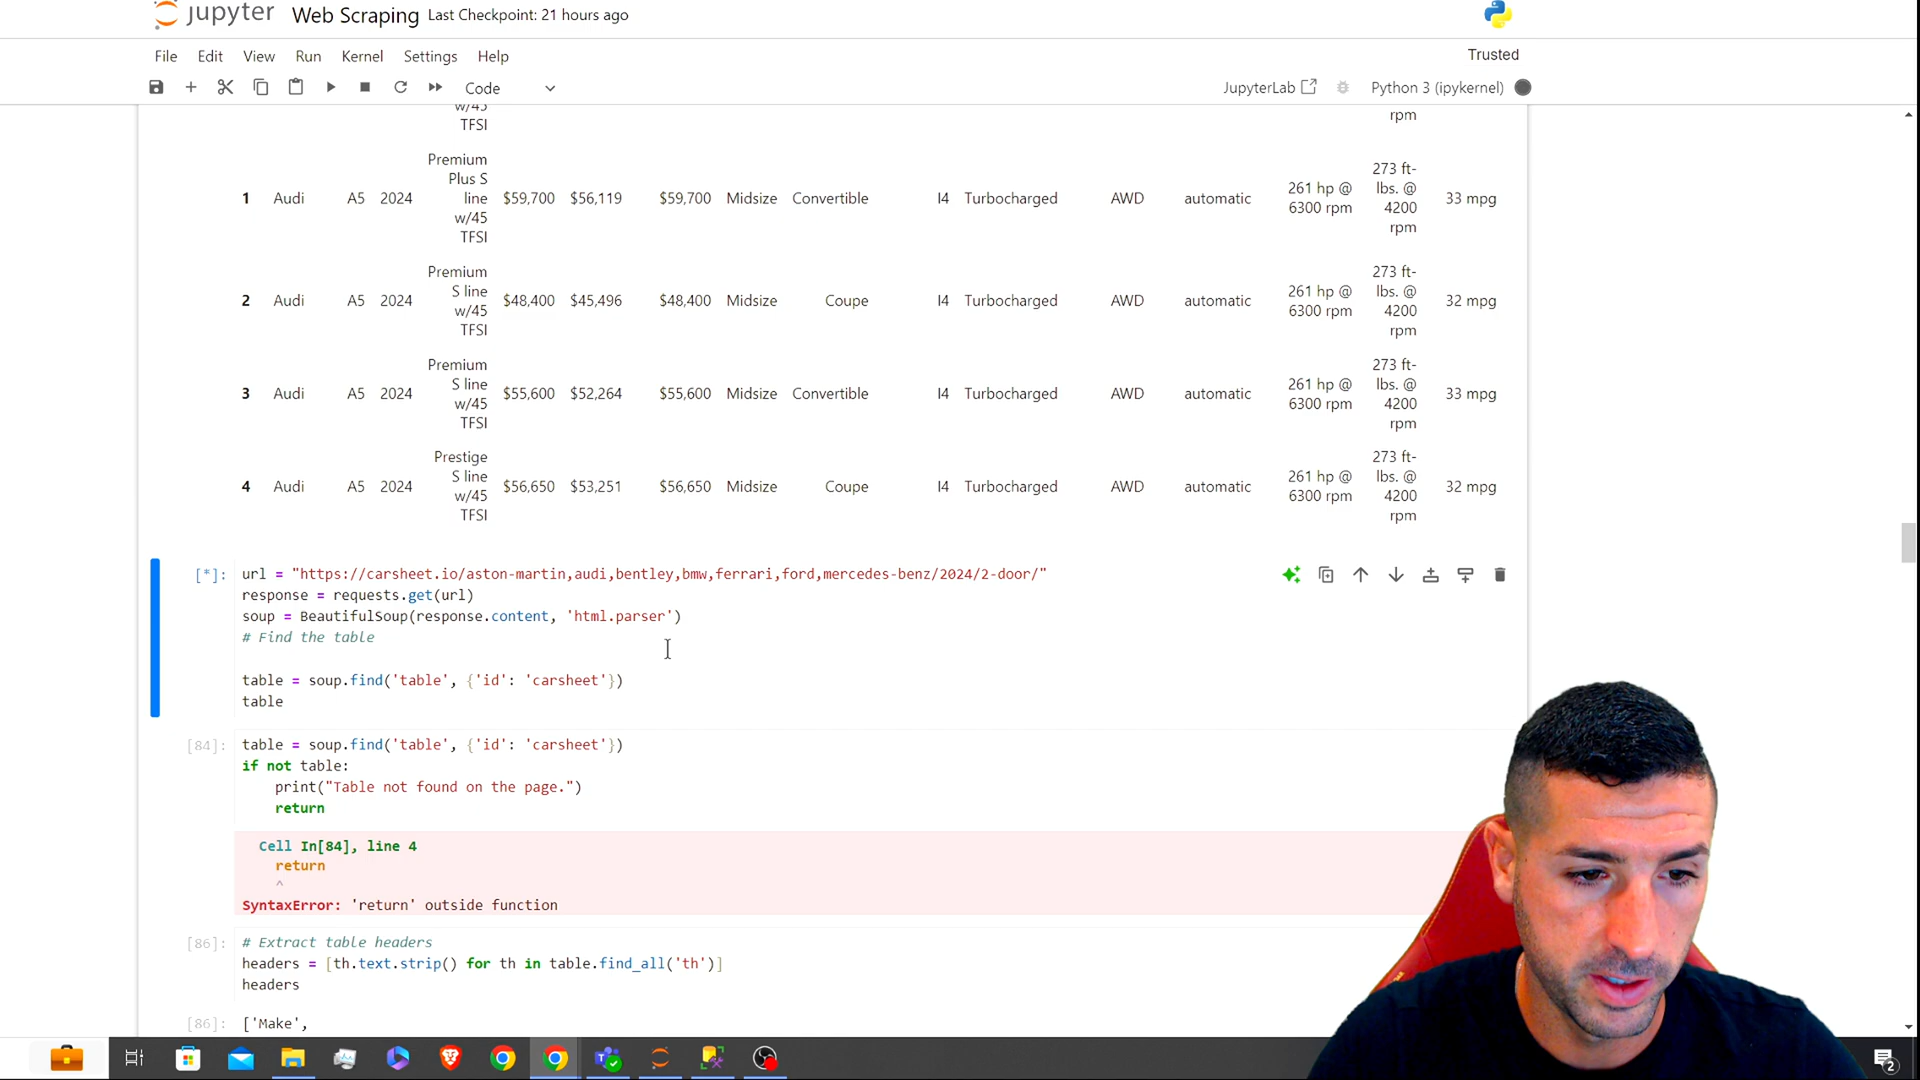 jupyter Web Scraping Last Checkpoint: 21 hours ago
File Edit View Run Kernel Settings Help Trusted
Code JupyterLab Python 3 (ipykernel)
w/45
TFSI
rpm
1 Audi A5 2024 Premium Plus S line w/45 TFSI $59,700 $56,119 $59,700 Midsize Convertible I4 Turbocharged AWD automatic 261 hp @ 6300 rpm 273 ft-lbs. @ 4200 rpm 33 mpg
2 Audi A5 2024 Premium S line w/45 TFSI $48,400 $45,496 $48,400 Midsize Coupe I4 Turbocharged AWD automatic 261 hp @ 6300 rpm 273 ft-lbs. @ 4200 rpm 32 mpg
3 Audi A5 2024 Premium S line w/45 TFSI $55,600 $52,264 $55,600 Midsize Convertible I4 Turbocharged AWD automatic 261 hp @ 6300 rpm 273 ft-lbs. @ 4200 rpm 33 mpg
4 Audi A5 2024 Prestige S line w/45 TFSI $56,650 $53,251 $56,650 Midsize Coupe I4 Turbocharged AWD automatic 261 hp @ 6300 rpm 273 ft-lbs. @ 4200 rpm 32 mpg
[*]: url = "https://carsheet.io/aston-martin,audi,bentley,bmw,ferrari,ford,mercedes-benz/2024/2-door/"
response = requests.get(url)
soup = BeautifulSoup(response.content, 'html.parser')
# Find the table
table = soup.find('table', {'id': 'carsheet'})
table
[84]: table = soup.find('table', {'id': 'carsheet'})
if not table:
    print("Table not found on the page.")
    return
Cell In[84], line 4
    return
    ^
SyntaxError: 'return' outside function
[86]: # Extract table headers
headers = [th.text.strip() for th in table.find_all('th')]
headers
[86]: ['Make',
2